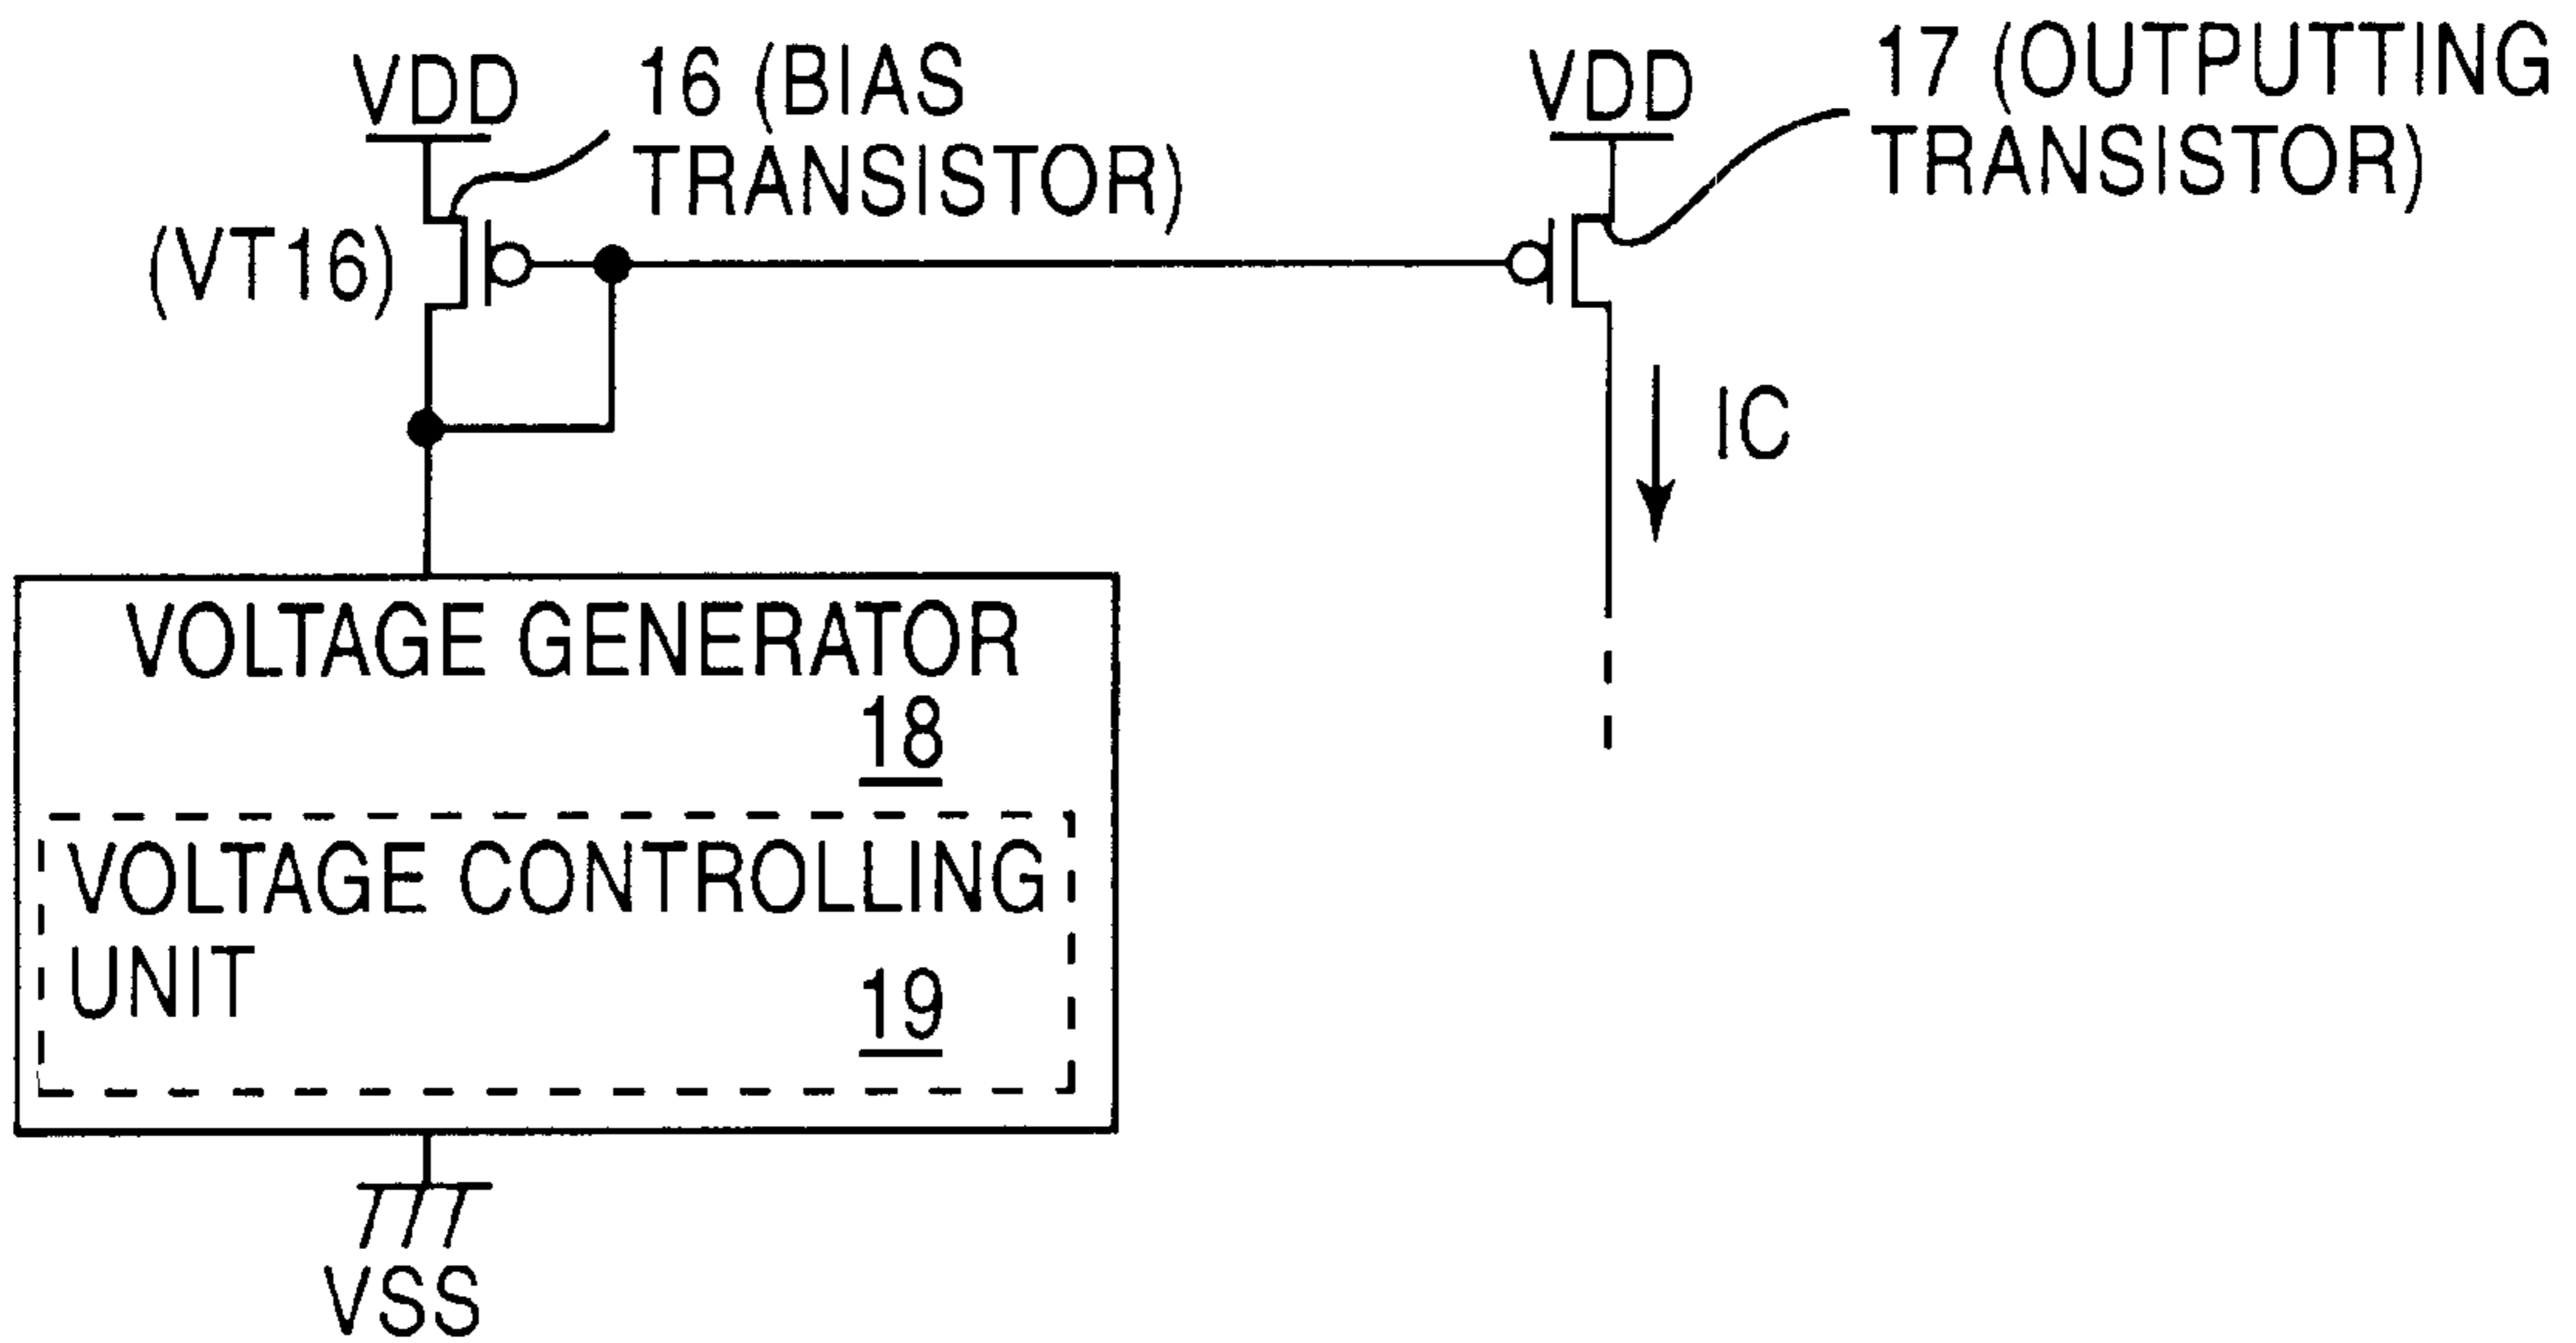 VDD
16 (BIAS
TRANSISTOR)
(VT16)
VDD
17 (OUTPUTTING
TRANSISTOR)
IC
VOLTAGE GENERATOR
18
VOLTAGE CONTROLLING
UNIT
19
VSS